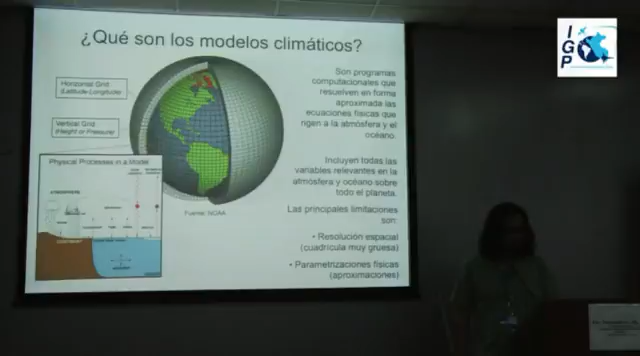 ¿Qué son los modelos climáticos?
IGP
Horizontal Grid
(Latitude-Longitude)
Vertical Grid
(Height or Pressure)
Physical Processes in a Model
ATMOSPHERE
CONTINENT
Fuente: NOAA
Son programas
computacionales que
resuelven en forma
aproximada las
ecuaciones físicas que
rigen a la atmósfera y el
océano.
Incluyen todas las
variables relevantes en la
atmósfera y océano sobre
todo el planeta.
Las principales limitaciones
son:
• Resolución espacial
(cuadrícula muy gruesa)
• Parametrizaciones físicas
(aproximaciones)